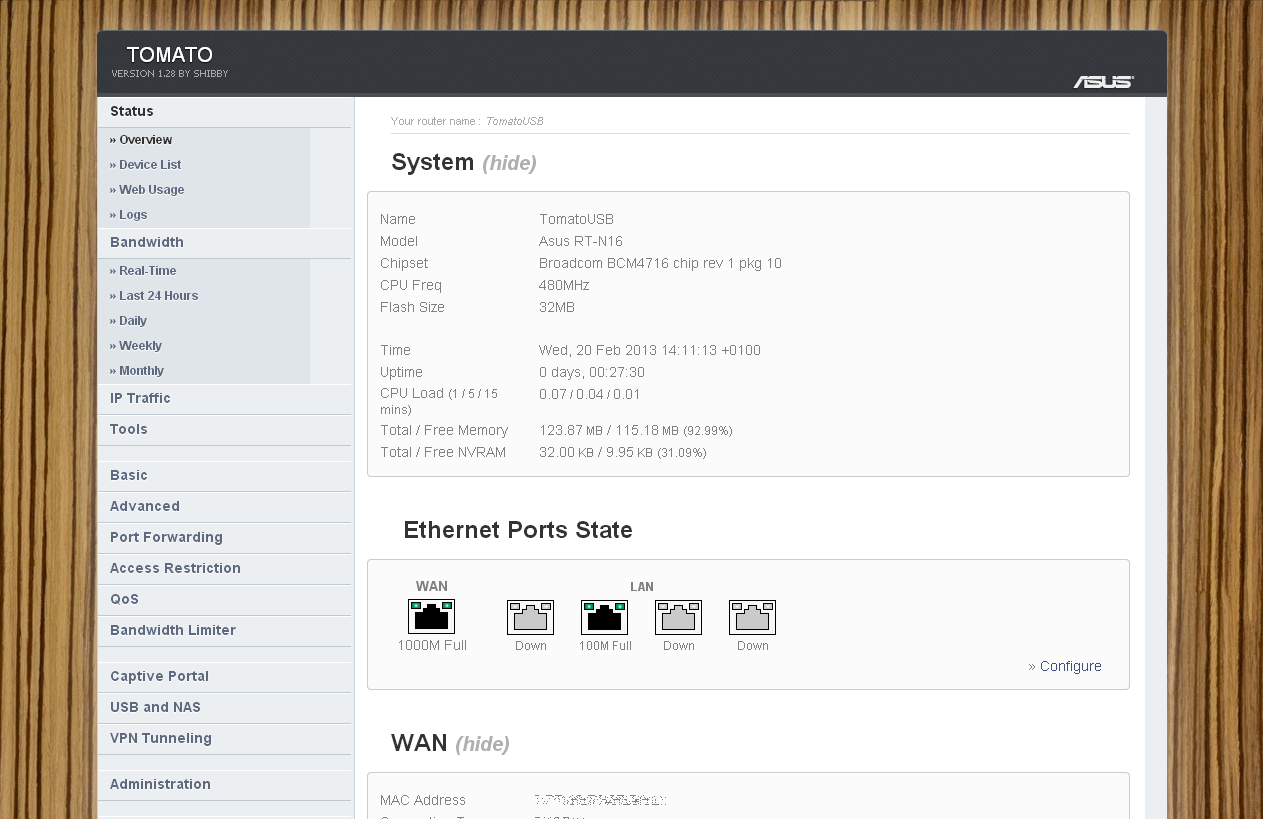 TOMATO
VERSION 1.28 BY SHIBBY
ASUS
Status
» Overview
» Device List
» Web Usage
» Logs
Bandwidth
» Real-Time
» Last 24 Hours
» Daily
» Weekly
» Monthly
IP Traffic
Tools
Basic
Advanced
Port Forwarding
Access Restriction
QoS
Bandwidth Limiter
Captive Portal
USB and NAS
VPN Tunneling
Administration
Your router name : TomatoUSB
System (hide)
Name TomatoUSB
Model Asus RT-N16
Chipset Broadcom BCM4716 chip rev 1 pkg 10
CPU Freq 480MHz
Flash Size 32MB
Time Wed, 20 Feb 2013 14:11:13 +0100
Uptime 0 days, 00:27:30
CPU Load (1 / 5 / 15 mins) 0.07 / 0.04 / 0.01
Total / Free Memory 123.87 MB / 115.18 MB (92.99%)
Total / Free NVRAM 32.00 KB / 9.95 KB (31.09%)
Ethernet Ports State
WAN LAN
1000M Full Down 100M Full Down Down
» Configure
WAN (hide)
MAC Address